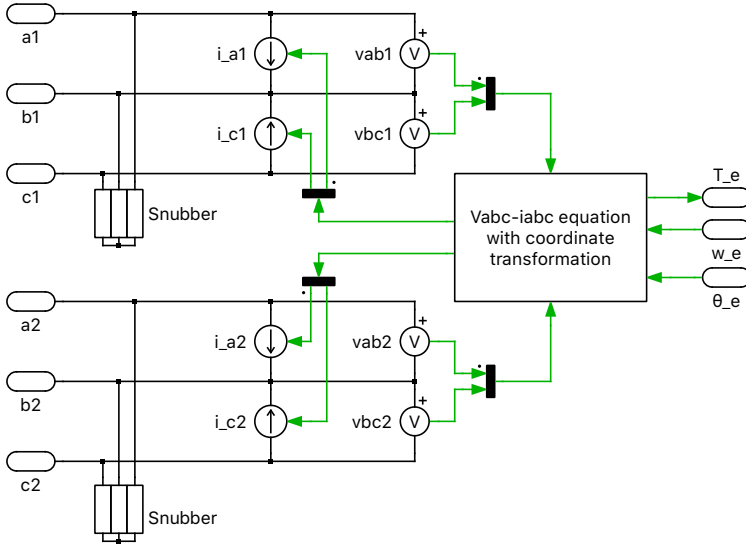 a1
i_a1
+
V
vab1
b1
i_c1
V
vbc1
c1
Snubber
Vabc-iabc equation
with coordinate
transformation
T_e
w_e
θ_e
a2
i_a2
+
V
vab2
b2
i_c2
+
V
vbc2
c2
Snubber
+